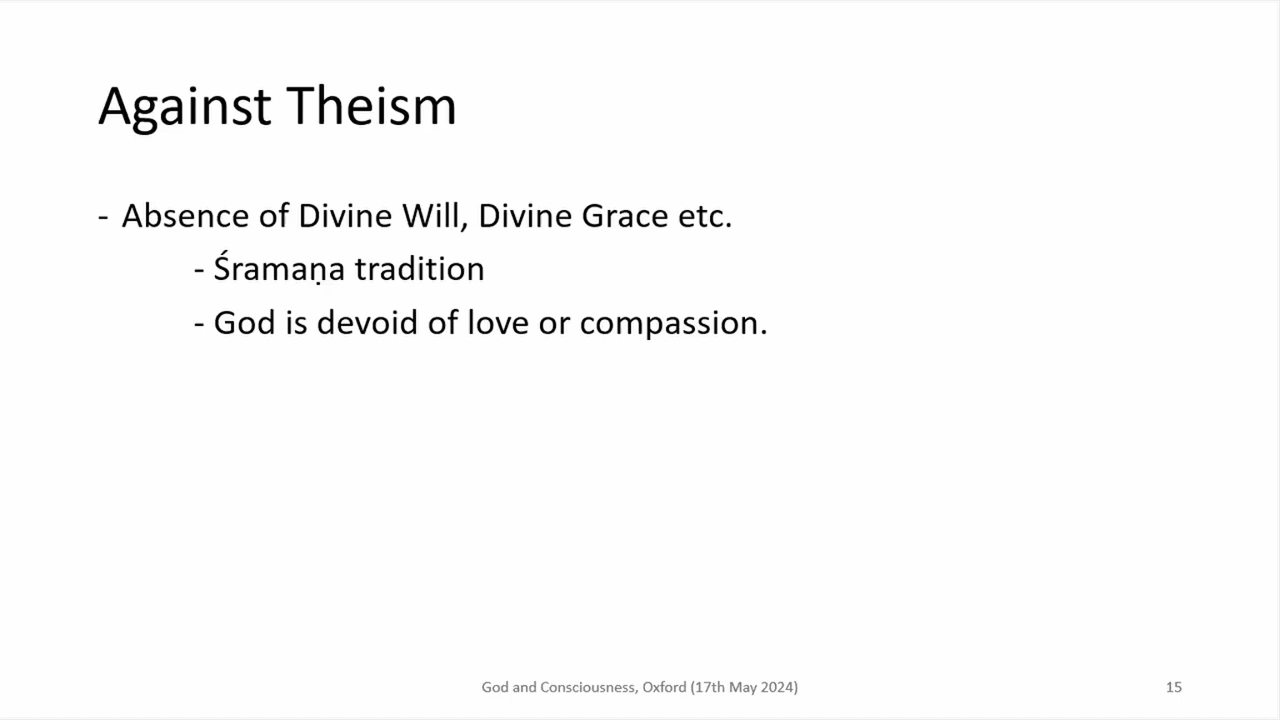 Against Theism
- Absence of Divine Will, Divine Grace etc.
- Śramaṇa tradition
- God is devoid of love or compassion.
God and Consciousness, Oxford (17th May 2024)
15